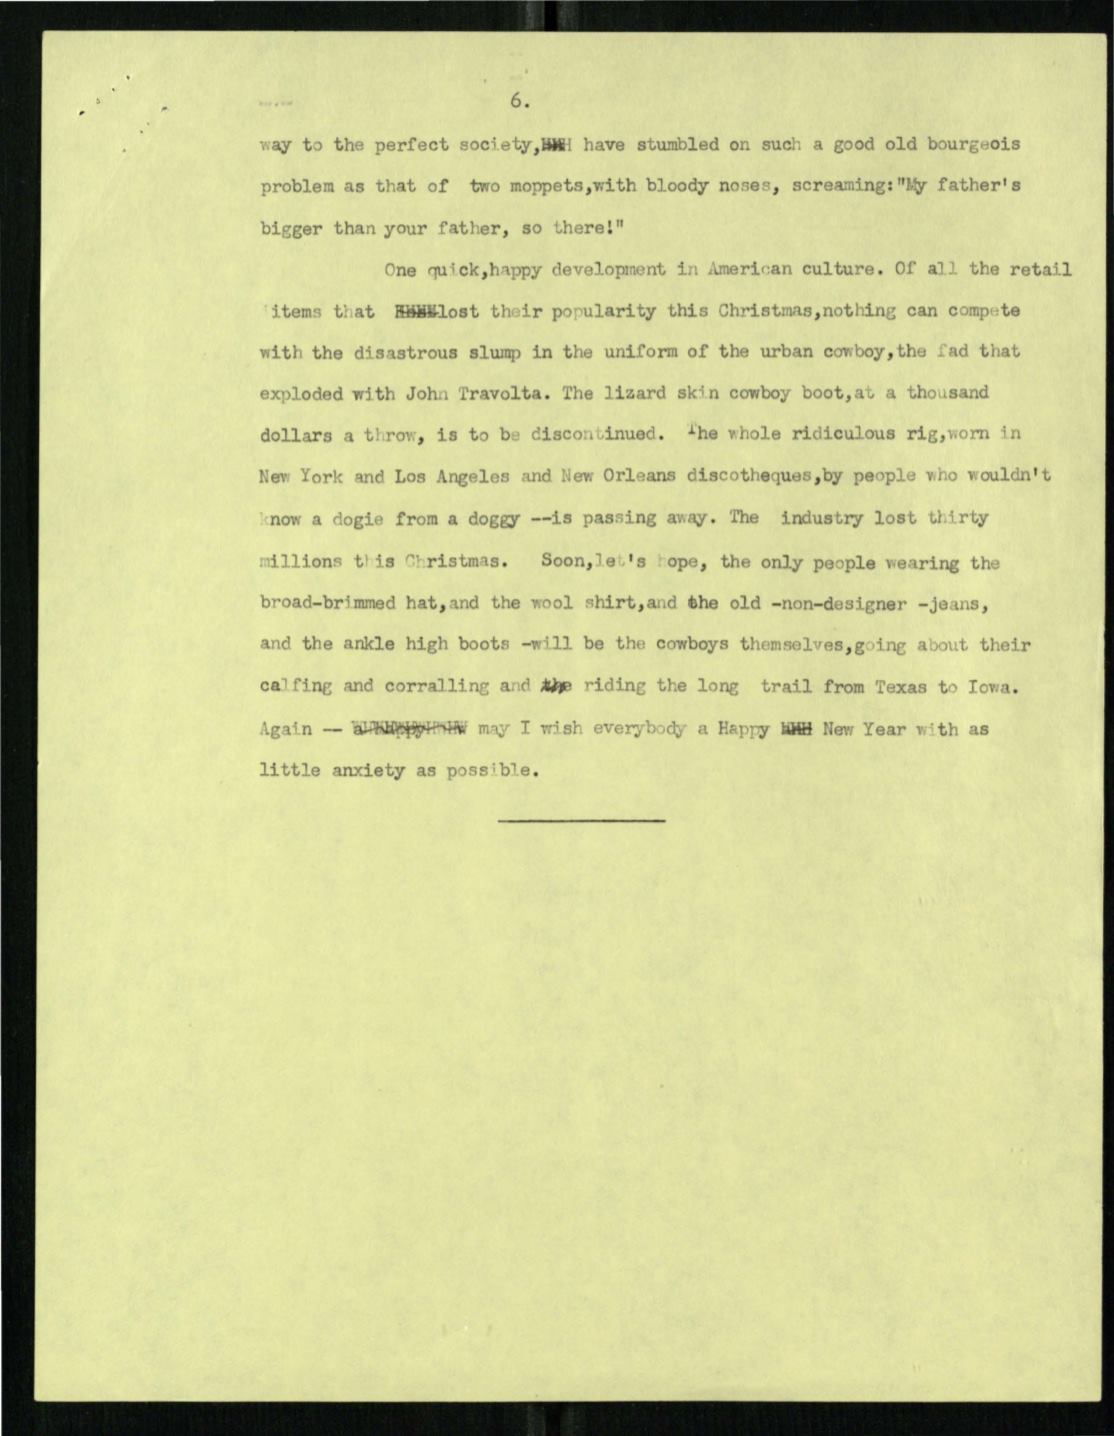 6.
way to the perfect society, have stumbled on such a good old bourgeois
problem as that of  two moppets,with bloody noses, screaming:"My father's
bigger than your father, so there!"
One quick,happy development in American culture. Of all the retail
items that lost their popularity this Christmas,nothing can compete
with the disastrous slump in the uniform of the urban cowboy,the fad that
exploded with John Travolta. The lizard skin cowboy boot,at a thousand
dollars a throw, is to be discontinued.  The whole ridiculous rig,worn in
New York and Los Angeles and New Orleans discotheques,by people who wouldn't
know a dogie from a doggy --is passing away. The  industry lost thirty
millions this Christmas.   Soon,let's hope, the only people wearing the
broad-brimmed hat,and the wool shirt,and the old -non-designer -jeans,
and the ankle high boots -will be the cowboys themselves,going about their
calfing and corralling and the riding the long  trail from Texas to Iowa.
Again -- may I wish everybody a Happy New Year with as
little anxiety as possible.